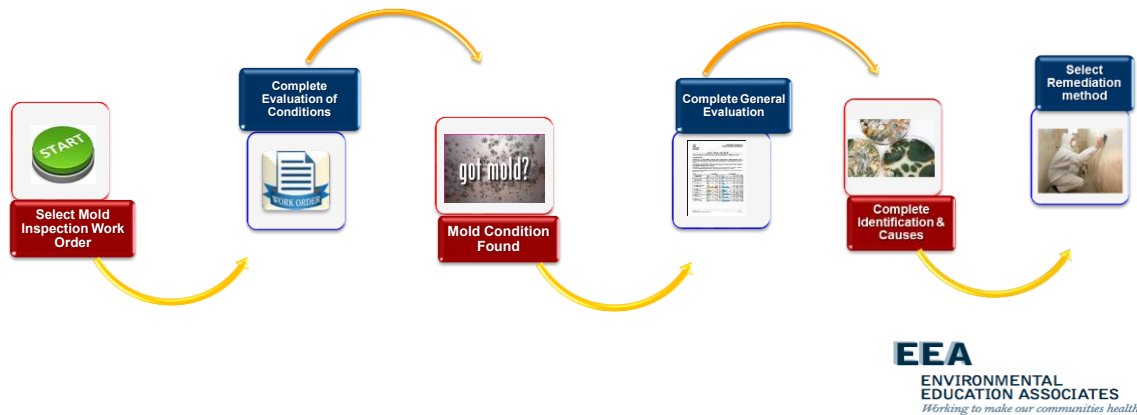 START
Select Mold
Inspection Work
Order
Complete
Evaluation of
Conditions
WORK ORDER
got mold?
Mold Condition
Found
Complete General
Evaluation
Complete
Identification &
Causes
Select
Remediation
method
EEA
ENVIRONMENTAL
EDUCATION ASSOCIATES
Working to make our communities health